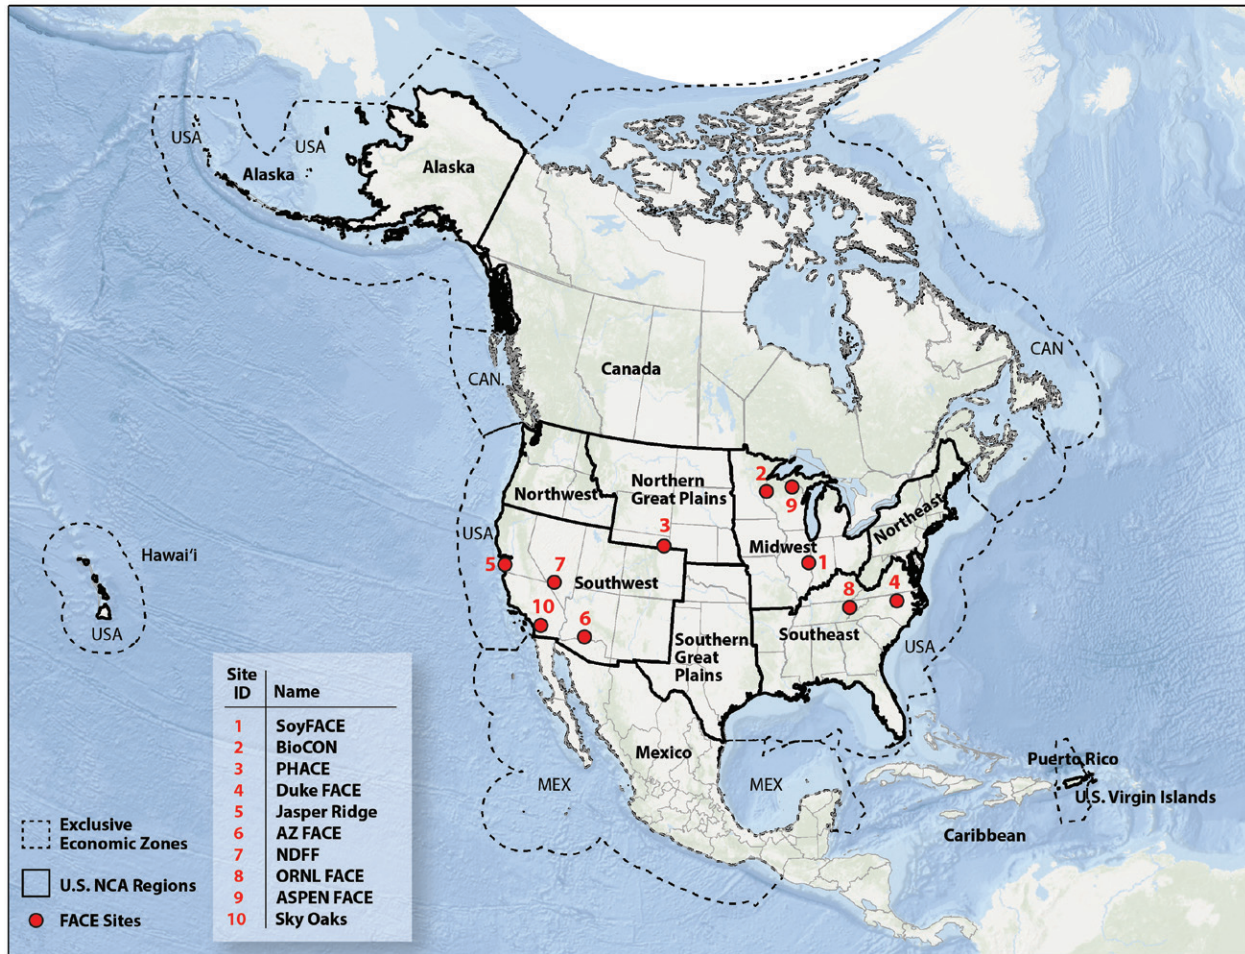 USA
USA
Alaska
Alaska
CAN.
Canada
CAN
Northwest
Northern
Great Plains
2
9
Northeast
3
Midwest
1
USA
5
7
Southwest
8
4
10
6
Southeast
USA
Southern
Great
Plains
Hawai‘i
USA
Mexico
MEX
MEX
Puerto Rico
U.S. Virgin Islands
Caribbean
Site
ID Name
1 SoyFACE
2 BioCON
3 PHACE
4 Duke FACE
5 Jasper Ridge
6 AZ FACE
7 NDFF
8 ORNL FACE
9 ASPEN FACE
10 Sky Oaks
Exclusive
Economic Zones
U.S. NCA Regions
FACE Sites